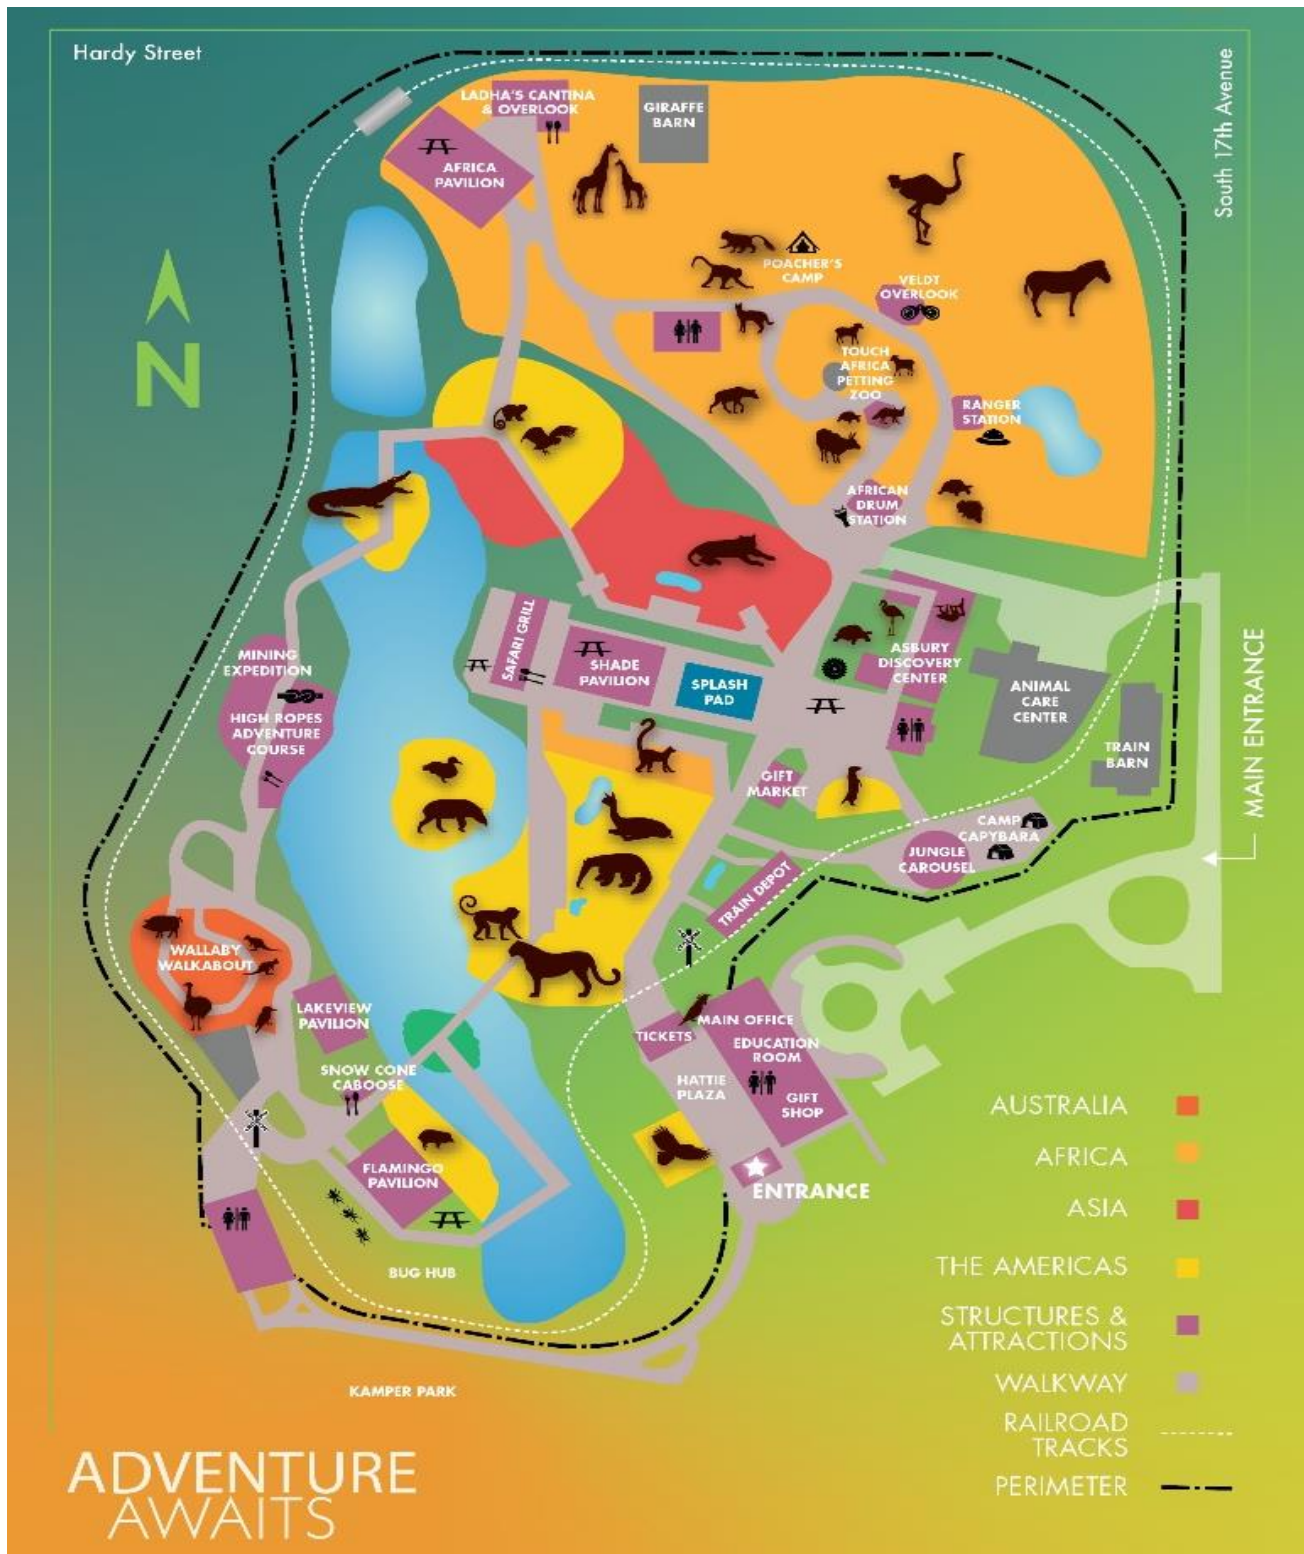 Hardy Street
South 17th Avenue
LADHA'S CANTINA
& OVERLOOK
GIRAFFE
BARN
AFRICA
PAVILION
POACHER'S
CAMP
VELDT
OVERLOOK
N
TOUCH
AFRICA
PETTING
ZOO
RANGER
STATION
AFRICAN
DRUM
STATION
SAFARI GRILL
SHADE
PAVILION
SPLASH
PAD
ASBURY
DISCOVERY
CENTER
ANIMAL
CARE
CENTER
TRAIN
BARN
MAIN ENTRANCE
MINING
EXPEDITION
HIGH ROPES
ADVENTURE
COURSE
GIFT
MARKET
CAMP
CAPYBARA
JUNGLE
CAROUSEL
TRAIN DEPOT
WALLABY
WALKABOUT
LAKEVIEW
PAVILION
TICKETS
MAIN OFFICE
EDUCATION
ROOM
SNOW CONE
CABOOSE
HATTIE
PLAZA
GIFT
SHOP
FLAMINGO
PAVILION
ENTRANCE
BUG HUB
KAMPER PARK
AUSTRALIA
AFRICA
ASIA
THE AMERICAS
STRUCTURES &
ATTRACTIONS
WALKWAY
RAILROAD
TRACKS
PERIMETER
ADVENTURE
AWAITS